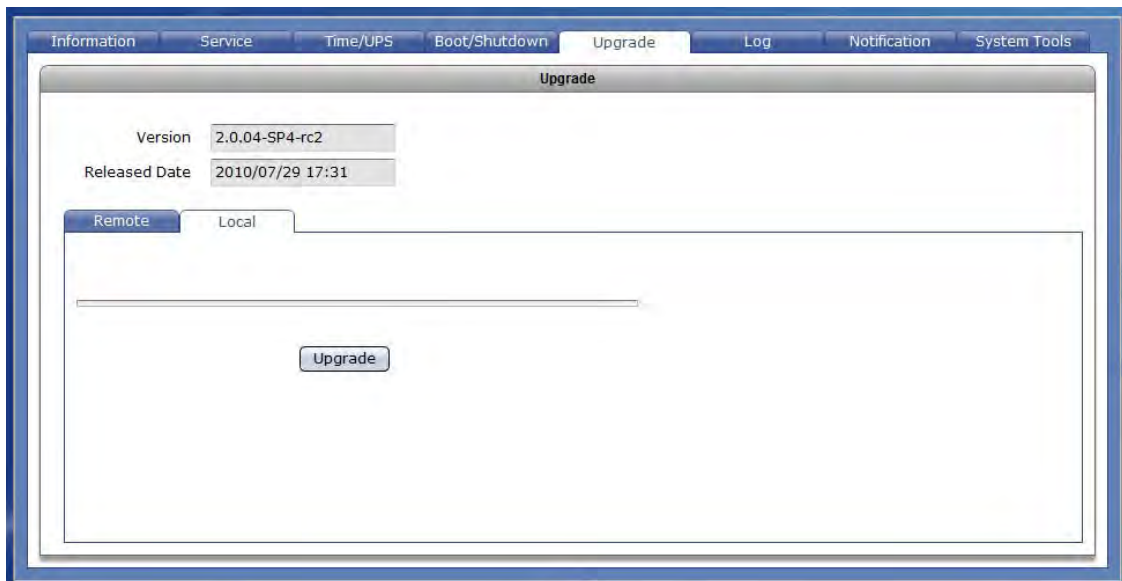 Information Service Time/UPS Boot/Shutdown Upgrade Log Notification System Tools
Upgrade
Version 2.0.04-SP4-rc2
Released Date 2010/07/29 17:31
Remote Local
Upgrade